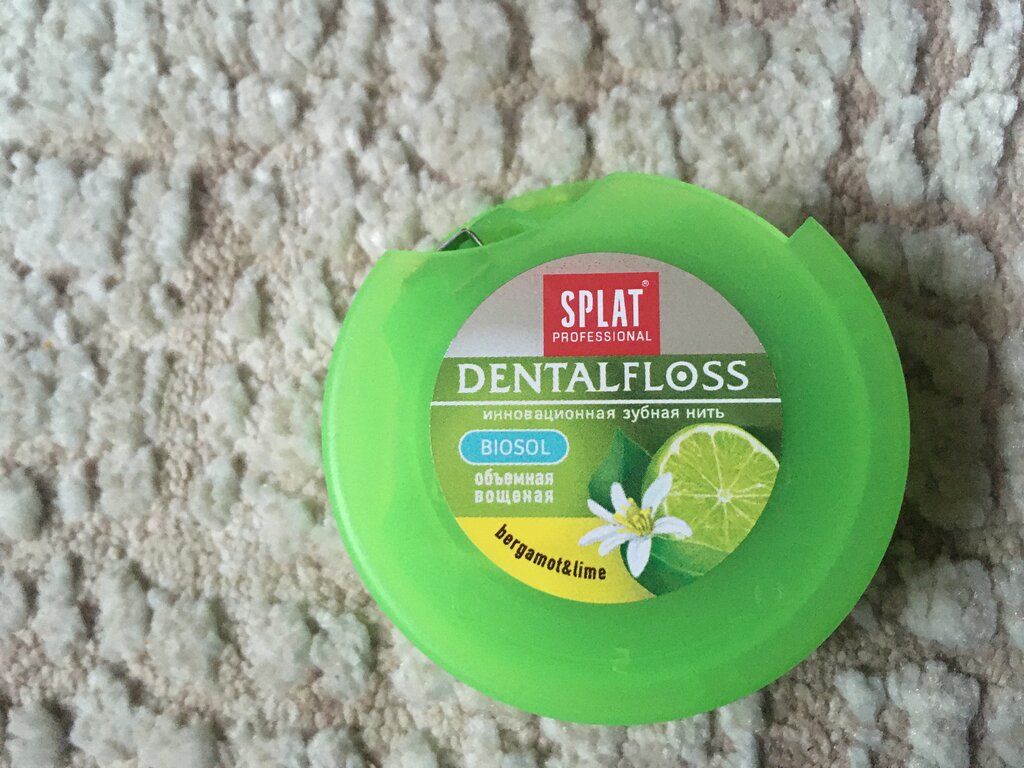 SPLAT®
PROFESSIONAL
DENTALFLOSS
инновационная зубная нить
BIOSOL
объемная
вощеная
bergamot&lime